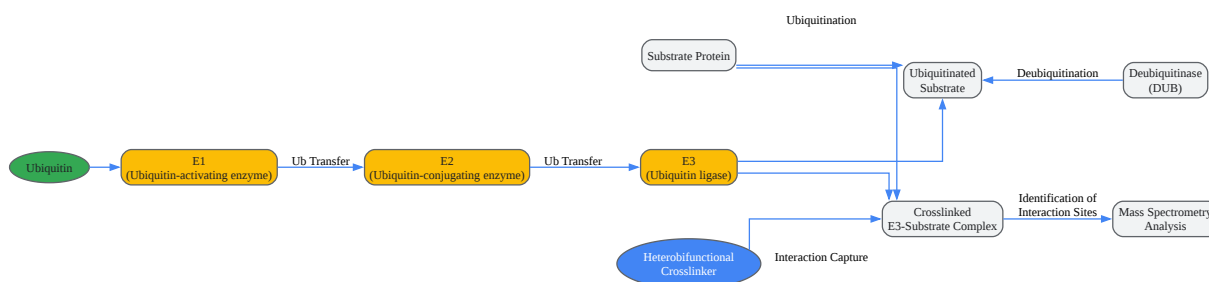 Ubiquitination
Substrate Protein
Ubiquitinated
Substrate
Deubiquitination
Deubiquitinase
(DUB)
Ubiquitin
E1
(Ubiquitin-activating enzyme)
Ub Transfer
E2
(Ubiquitin-conjugating enzyme)
Ub Transfer
E3
(Ubiquitin ligase)
Crosslinked
E3-Substrate Complex
Identification of
Interaction Sites
Mass Spectrometry
Analysis
Heterobifunctional
Crosslinker
Interaction Capture